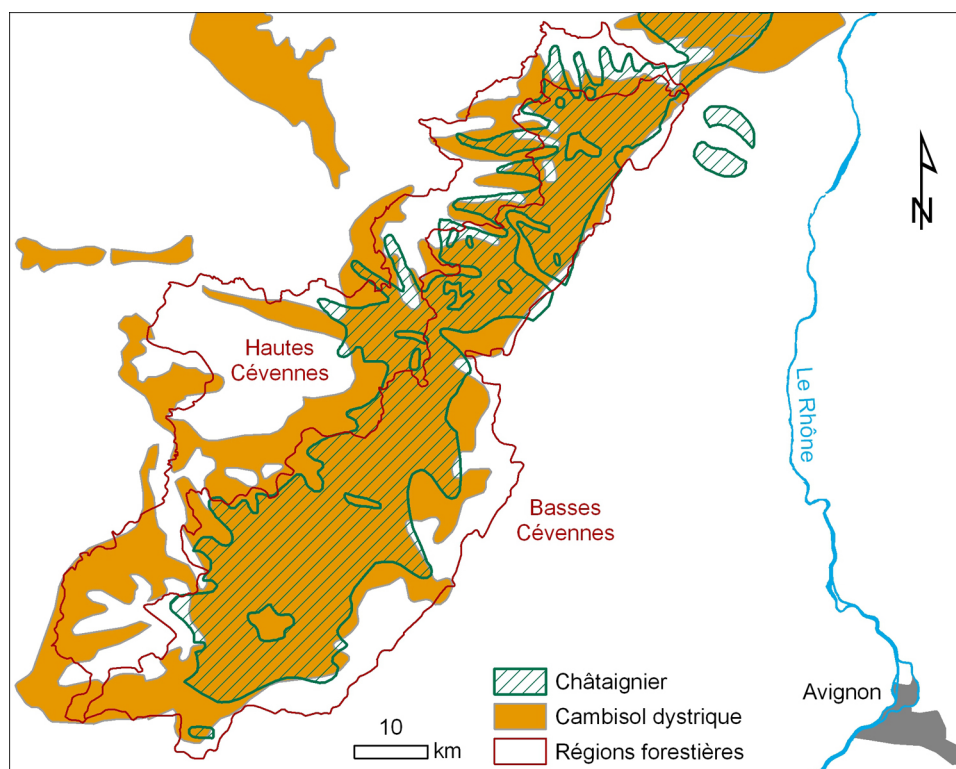 N
Hautes
Cévennes
Le Rhône
Basses
Cévennes
Châtaignier
Avignon
Cambisol dystrique
10
km
Régions forestières